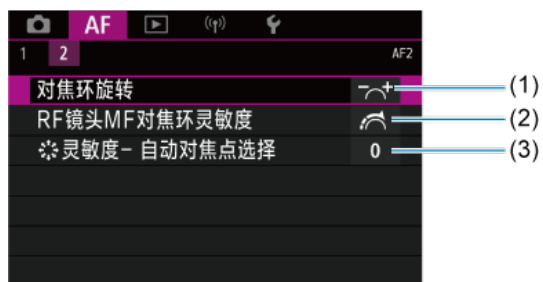 AF
1 2 AF2
对焦环旋转 -+ (1)
RF镜头MF对焦环灵敏度 (2)
灵敏度- 自动对焦点选择 0 (3)